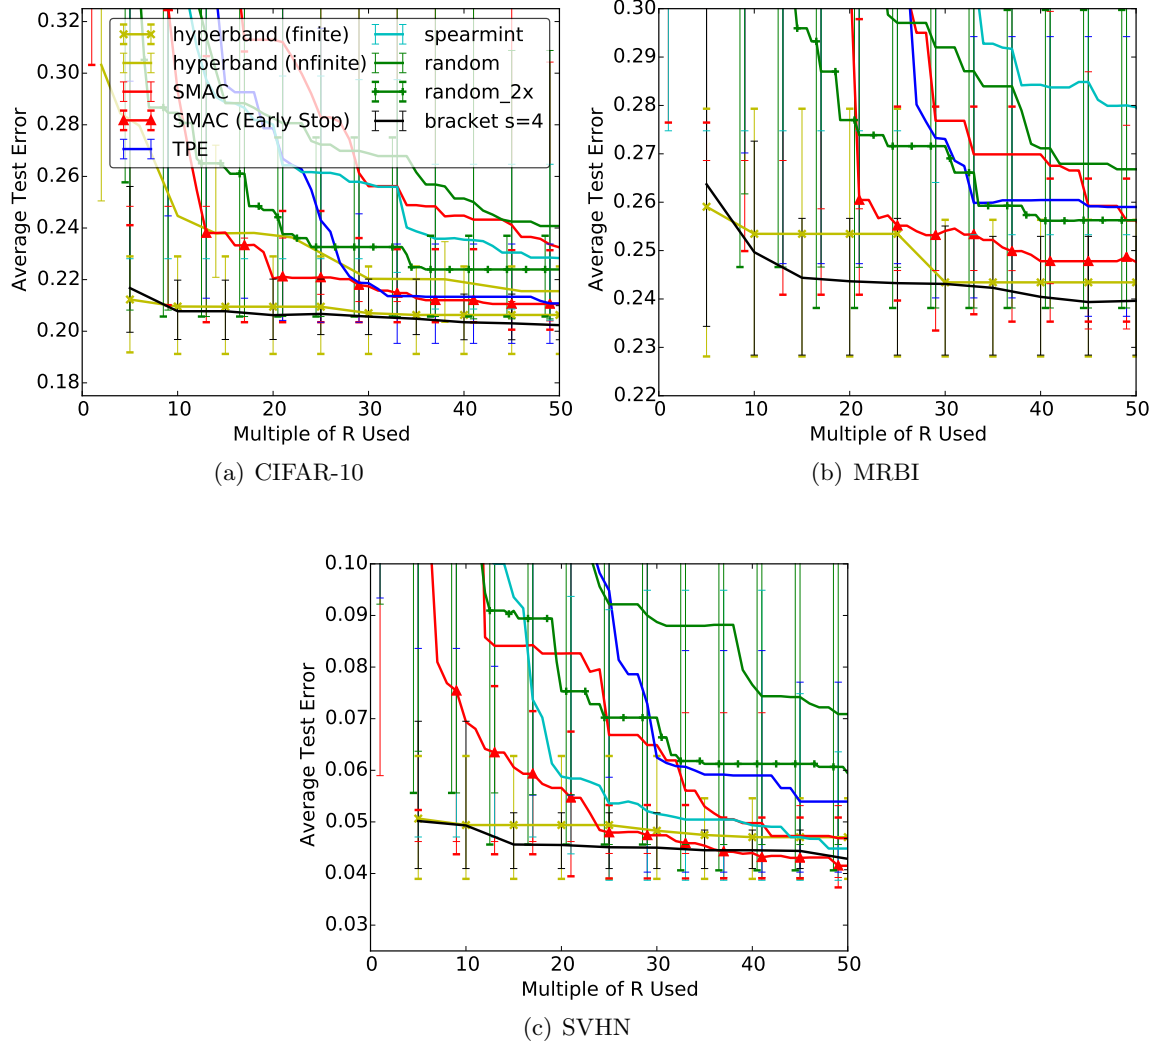 0.32
0.30
0.28
0.26
0.24
0.22
0.20
0.18
Average Test Error
hyperband (finite)
hyperband (infinite)
SMAC
SMAC (Early Stop)
TPE
spearmint
random
random_2x
bracket s=4
0 10 20 30 40 50
Multiple of R Used
(a) CIFAR-10
0.30
0.29
0.28
0.27
0.26
0.25
0.24
0.23
0.22
Average Test Error
0 10 20 30 40 50
Multiple of R Used
(b) MRBI
0.10
0.09
0.08
0.07
0.06
0.05
0.04
0.03
Average Test Error
0 10 20 30 40 50
Multiple of R Used
(c) SVHN